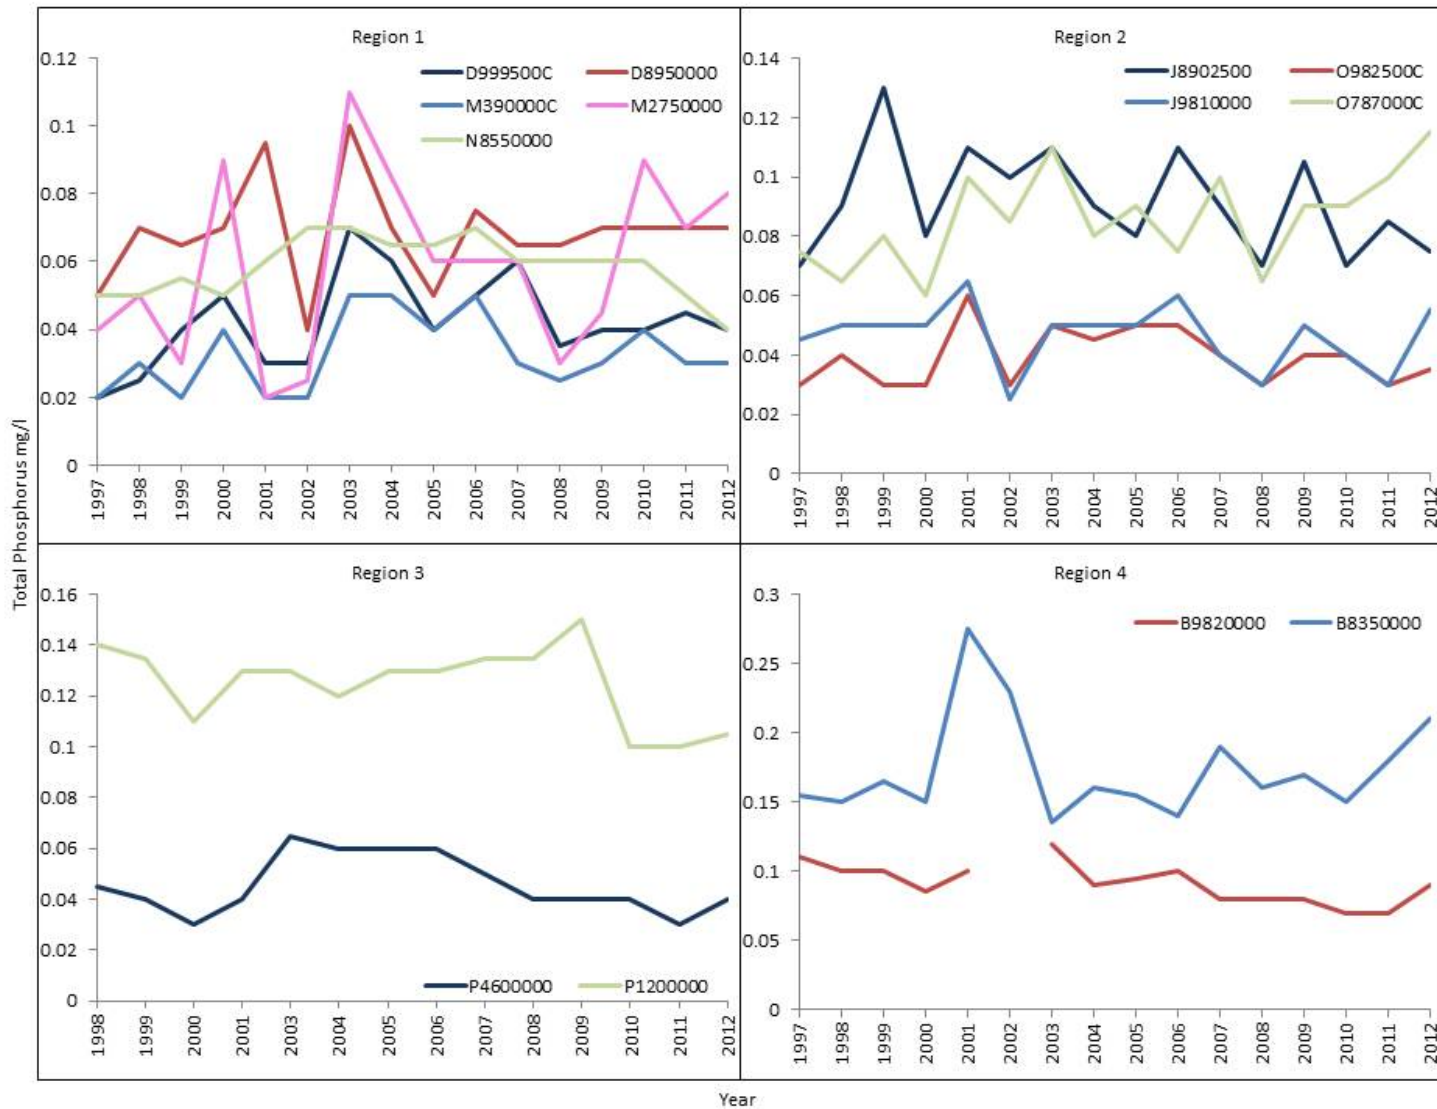 Total Phosphorus mg/l
Region 1
D999500C D8950000
M390000C M2750000
N8550000
0.12
0.1
0.08
0.06
0.04
0.02
0
1997 1998 1999 2000 2001 2002 2003 2004 2005 2006 2007 2008 2009 2010 2011 2012
Region 2
J8902500 O982500C
J9810000 O787000C
0.14
0.12
0.1
0.08
0.06
0.04
0.02
0
1997 1998 1999 2000 2001 2002 2003 2004 2005 2006 2007 2008 2009 2010 2011 2012
Region 3
0.16
0.14
0.12
0.1
0.08
0.06
0.04
0.02
0
P4600000 P1200000
1998 1999 2000 2001 2003 2004 2005 2006 2007 2008 2009 2010 2011 2012
Region 4
B9820000 B8350000
0.3
0.25
0.2
0.15
0.1
0.05
0
1997 1998 1999 2000 2001 2002 2003 2004 2005 2006 2007 2008 2009 2010 2011 2012
Year